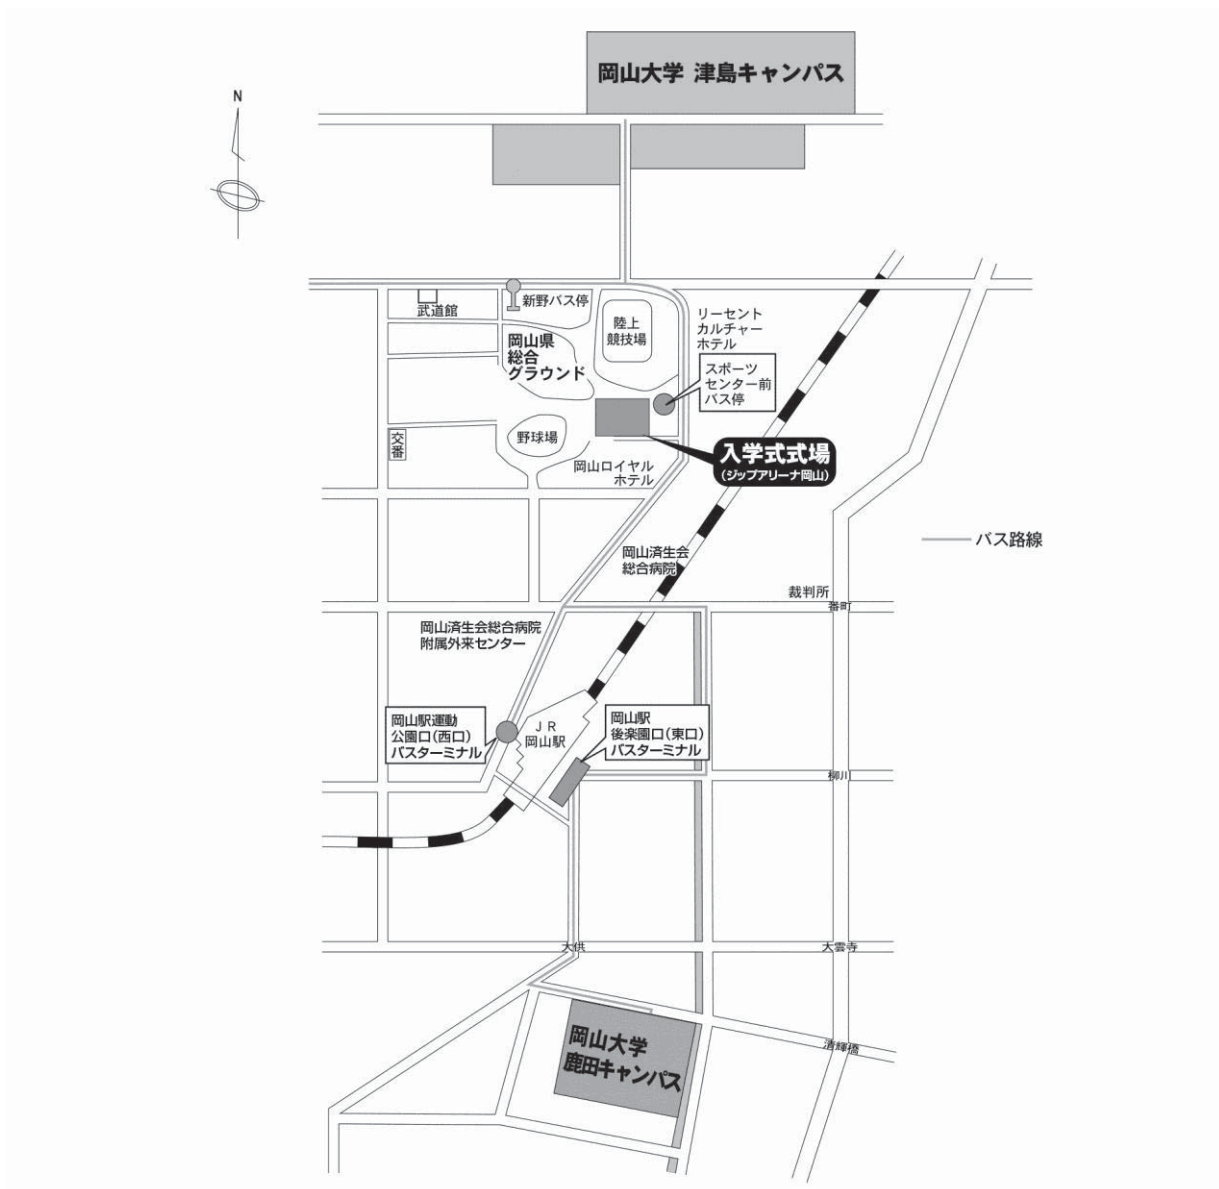 岡山大学 津島キャンパス
N
武道館
新野バス停
陸上
競技場
リーセント
カルチャー
ホテル
岡山県
総合
グラウンド
スポーツ
センター前
バス停
交番
野球場
入学式式場
(ジップアリーナ岡山)
岡山ロイヤル
ホテル
バス路線
岡山済生会
総合病院
裁判所
番町
岡山済生会総合病院
附属外来センター
岡山駅運動
公園口(西口)
バスターミナル
JR
岡山駅
岡山駅
後楽園口(東口)
バスターミナル
柳川
大供
大雲寺
岡山大学
鹿田キャンパス
清輝橋